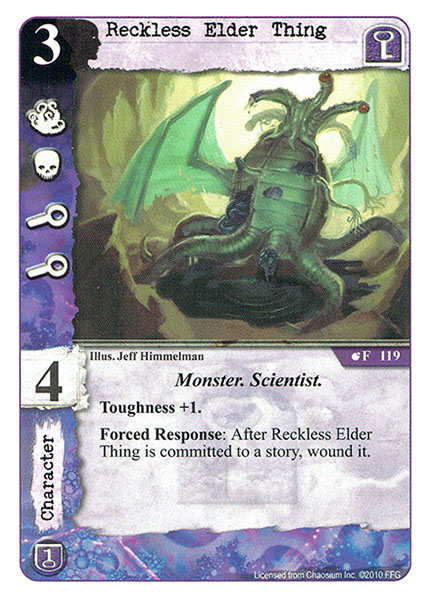 3
Reckless Elder Thing
Illus. Jeff Himmelman
F 119
4
Monster. Scientist.
Toughness +1.
Forced Response: After Reckless Elder
Thing is committed to a story, wound it.
Character
1
Licensed from Chaosium Inc. ©2010 FFG